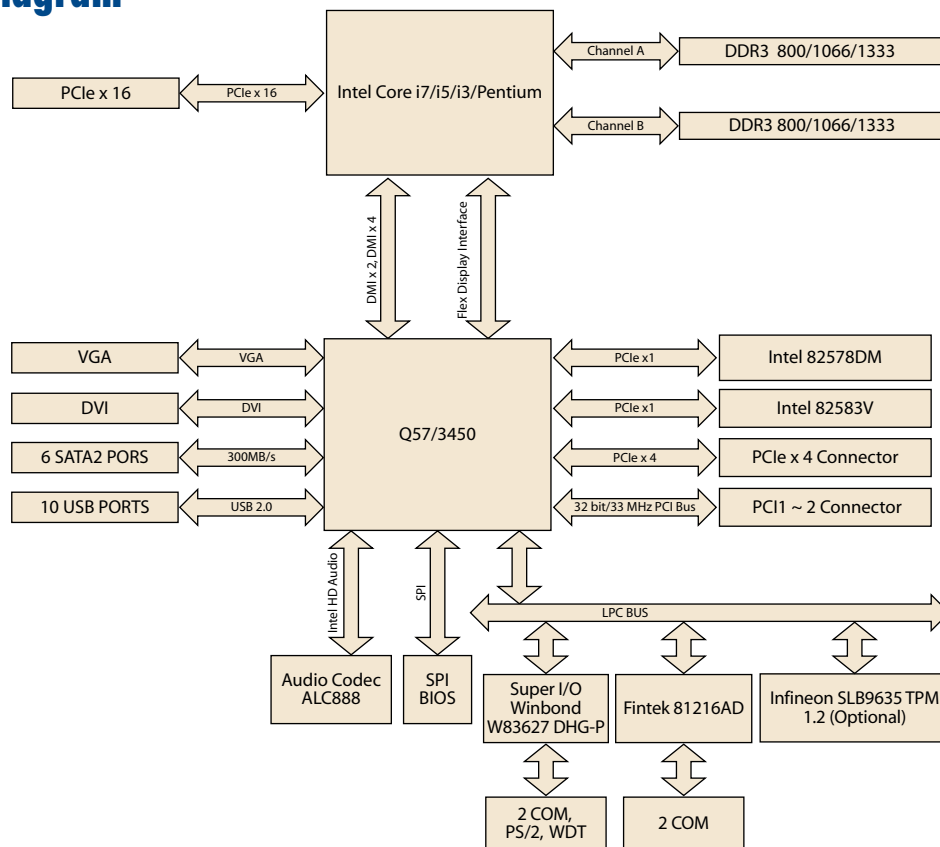 Channel A
DDR3 800/1066/1333
PCIe x 16
PCIe x 16
Intel Core i7/i5/i3/Pentium
Channel B
DDR3 800/1066/1333
DMI x 2, DMI x 4
Flex Display Interface
VGA
VGA
PCIe x1
Intel 82578DM
DVI
DVI
PCIe x1
Intel 82583V
Q57/3450
6 SATA2 PORS
300MB/s
PCIe x 4
PCIe x 4 Connector
10 USB PORTS
USB 2.0
32 bit/33 MHz PCI Bus
PCI1 ~ 2 Connector
Intel HD Audio
SPI
LPC BUS
Audio Codec
ALC888
SPI
BIOS
Super I/O
Winbond
W83627 DHG-P
Fintek 81216AD
Infineon SLB9635 TPM
1.2 (Optional)
2 COM,
PS/2, WDT
2 COM